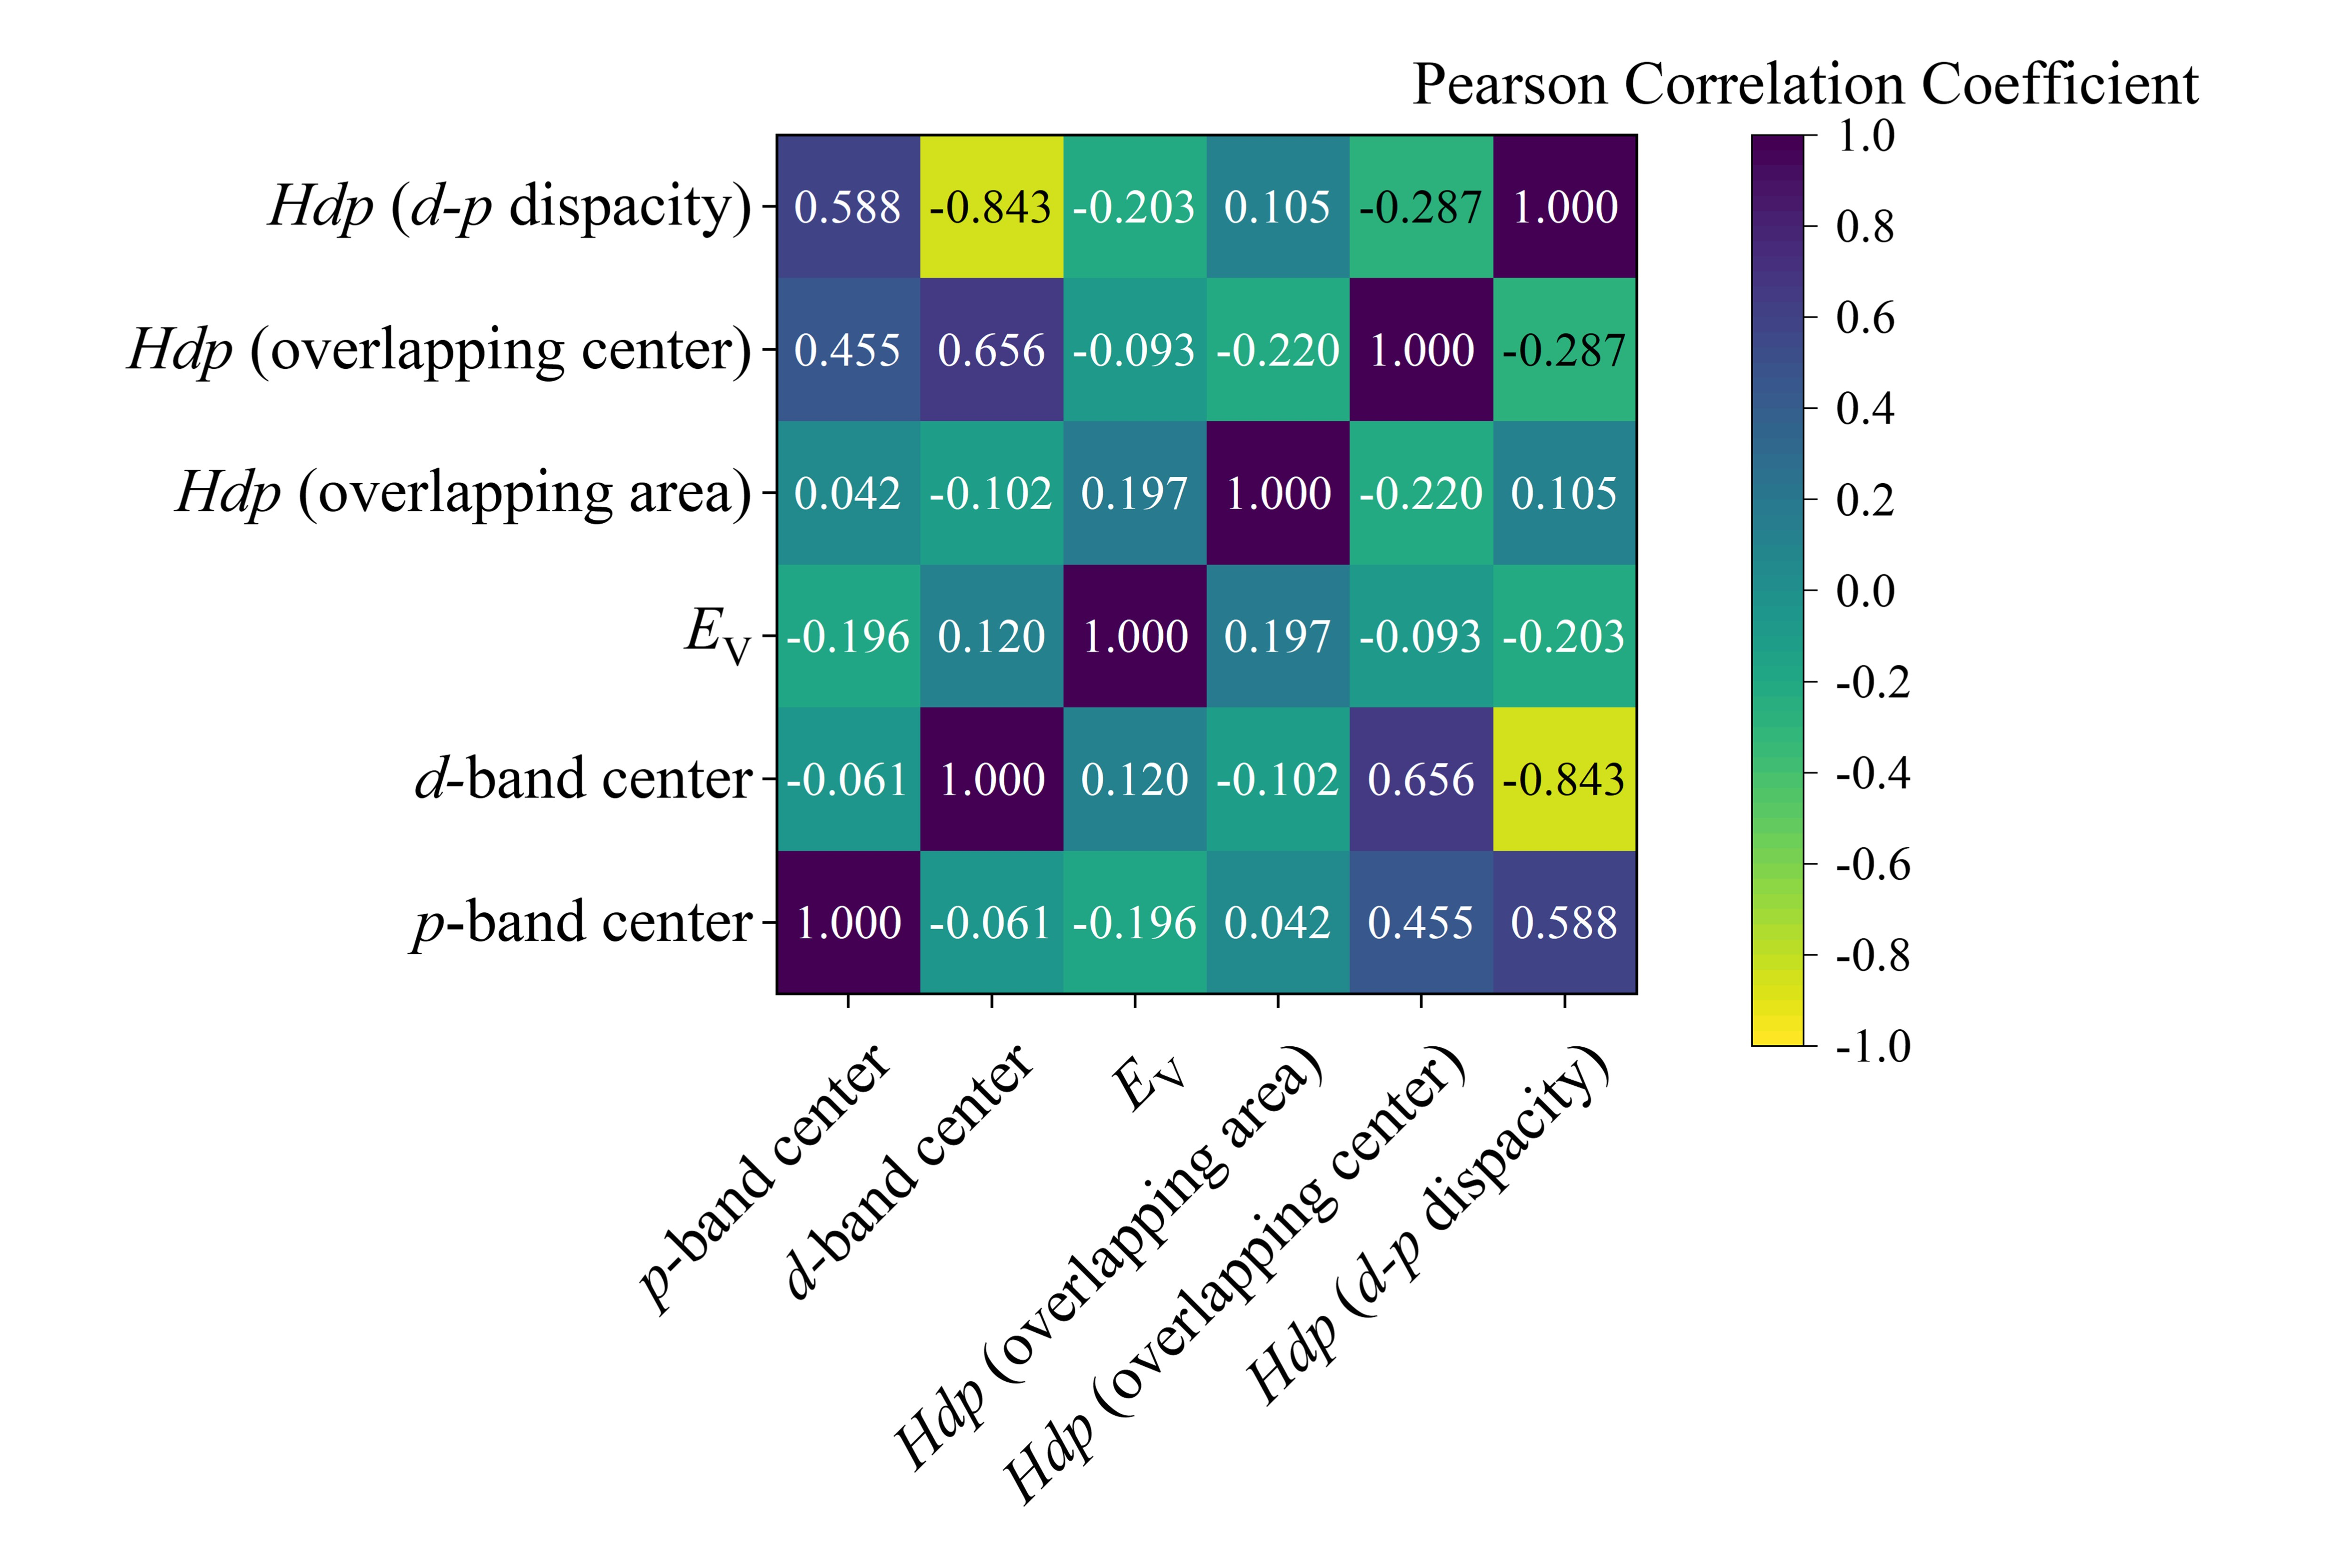 Pearson Correlation Coefficient
Hdp (d-p dispacity) 0.588 -0.843 -0.203 0.105 -0.287 1.000
Hdp (overlapping center) 0.455 0.656 -0.093 -0.220 1.000 -0.287
Hdp (overlapping area) 0.042 -0.102 0.197 1.000 -0.220 0.105
EV -0.196 0.120 1.000 0.197 -0.093 -0.203
d-band center -0.061 1.000 0.120 -0.102 0.656 -0.843
p-band center 1.000 -0.061 -0.196 0.042 0.455 0.588
p-band center
d-band center
EV
Hdp (overlapping area)
Hdp (overlapping center)
Hdp (d-p dispacity)
1.0
0.8
0.6
0.4
0.2
0.0
-0.2
-0.4
-0.6
-0.8
-1.0